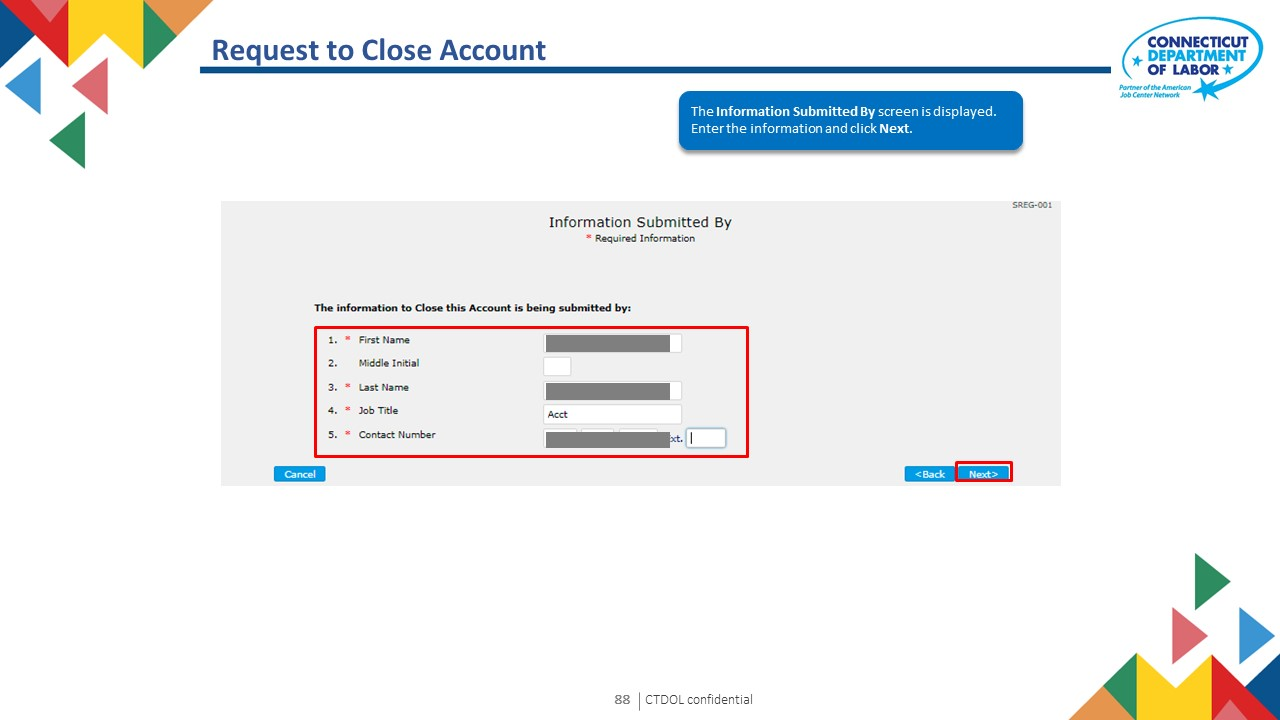 Request to Close Account
CONNECTICUT
DEPARTMENT
OF LABOR
Partner of the American
Job Center Network
The Information Submitted By screen is displayed.
Enter the information and click Next.
SREG-001
Information Submitted By
* Required Information
The information to Close this Account is being submitted by:
1. * First Name
2. Middle Initial
3. * Last Name
4. * Job Title Acct
5. * Contact Number xt.
Cancel <Back Next>
88 CTDOL confidential